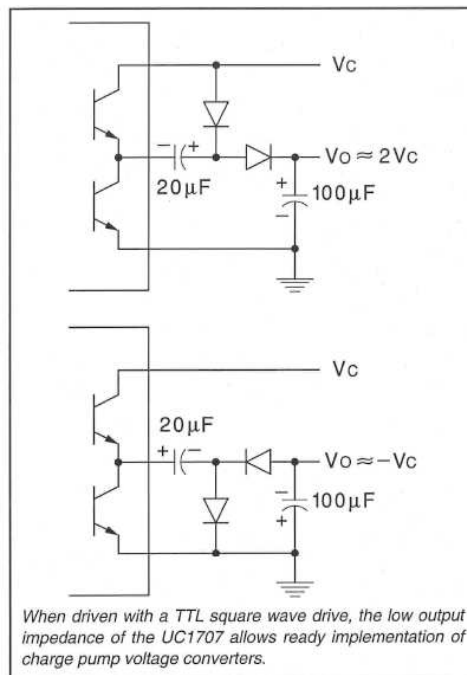 VC
− +
20µF
VO ≈ 2VC
+
100µF
−
VC
20µF
+ −
VO ≈ −VC
−
100µF
+
When driven with a TTL square wave drive, the low output
impedance of the UC1707 allows ready implementation of
charge pump voltage converters.